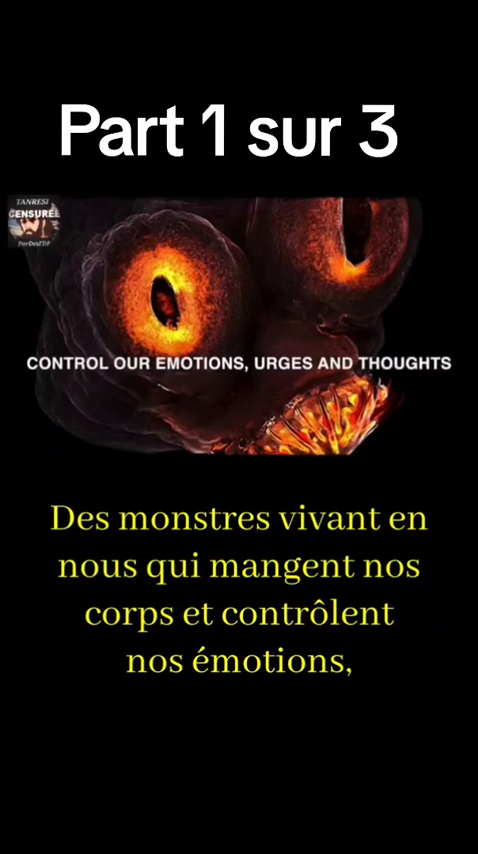 Part 1 sur 3
TANRESI
CENSURÉE
CONTROL OUR EMOTIONS, URGES AND THOUGHTS
Des monstres vivant en
nous qui mangent nos
corps et contrôlent
nos émotions,